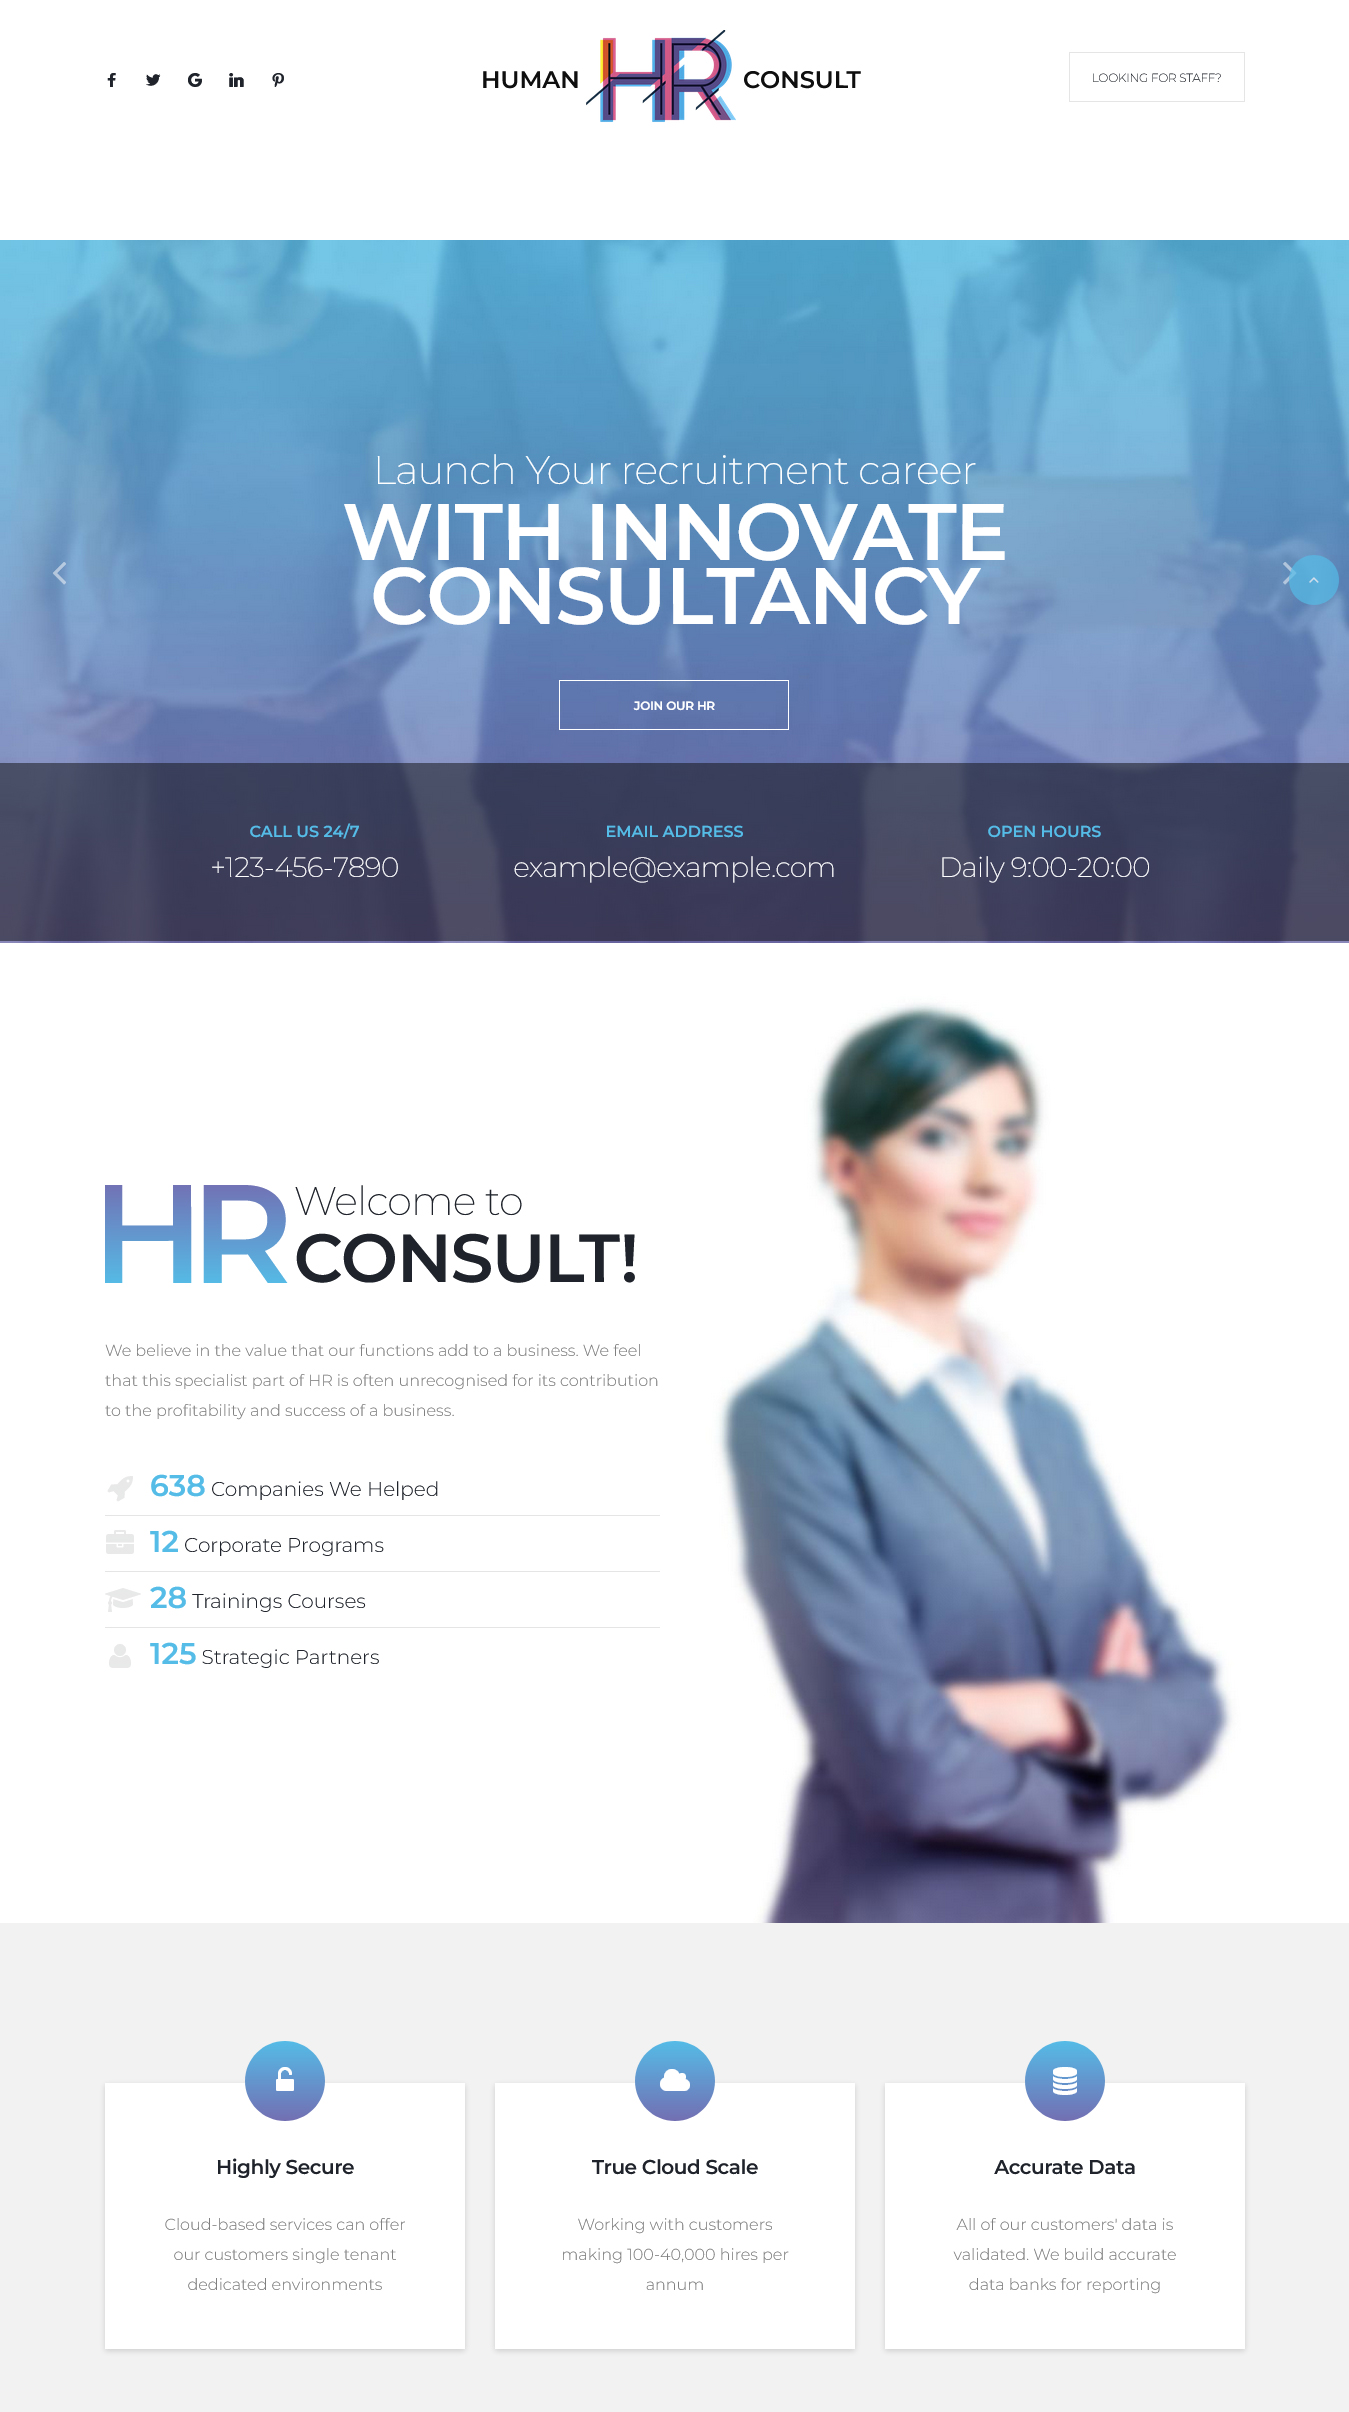 HUMAN HR CONSULT
LOOKING FOR STAFF?
Launch Your recruitment career
WITH INNOVATE
CONSULTANCY
JOIN OUR HR
CALL US 24/7
+123-456-7890
EMAIL ADDRESS
example@example.com
OPEN HOURS
Daily 9:00-20:00
HR
Welcome to
CONSULT!
We believe in the value that our functions add to a business. We feel
that this specialist part of HR is often unrecognised for its contribution
to the profitability and success of a business.
638 Companies We Helped
12 Corporate Programs
28 Trainings Courses
125 Strategic Partners
Highly Secure
Cloud-based services can offer
our customers single tenant
dedicated environments
True Cloud Scale
Working with customers
making 100-40,000 hires per
annum
Accurate Data
All of our customers' data is
validated. We build accurate
data banks for reporting